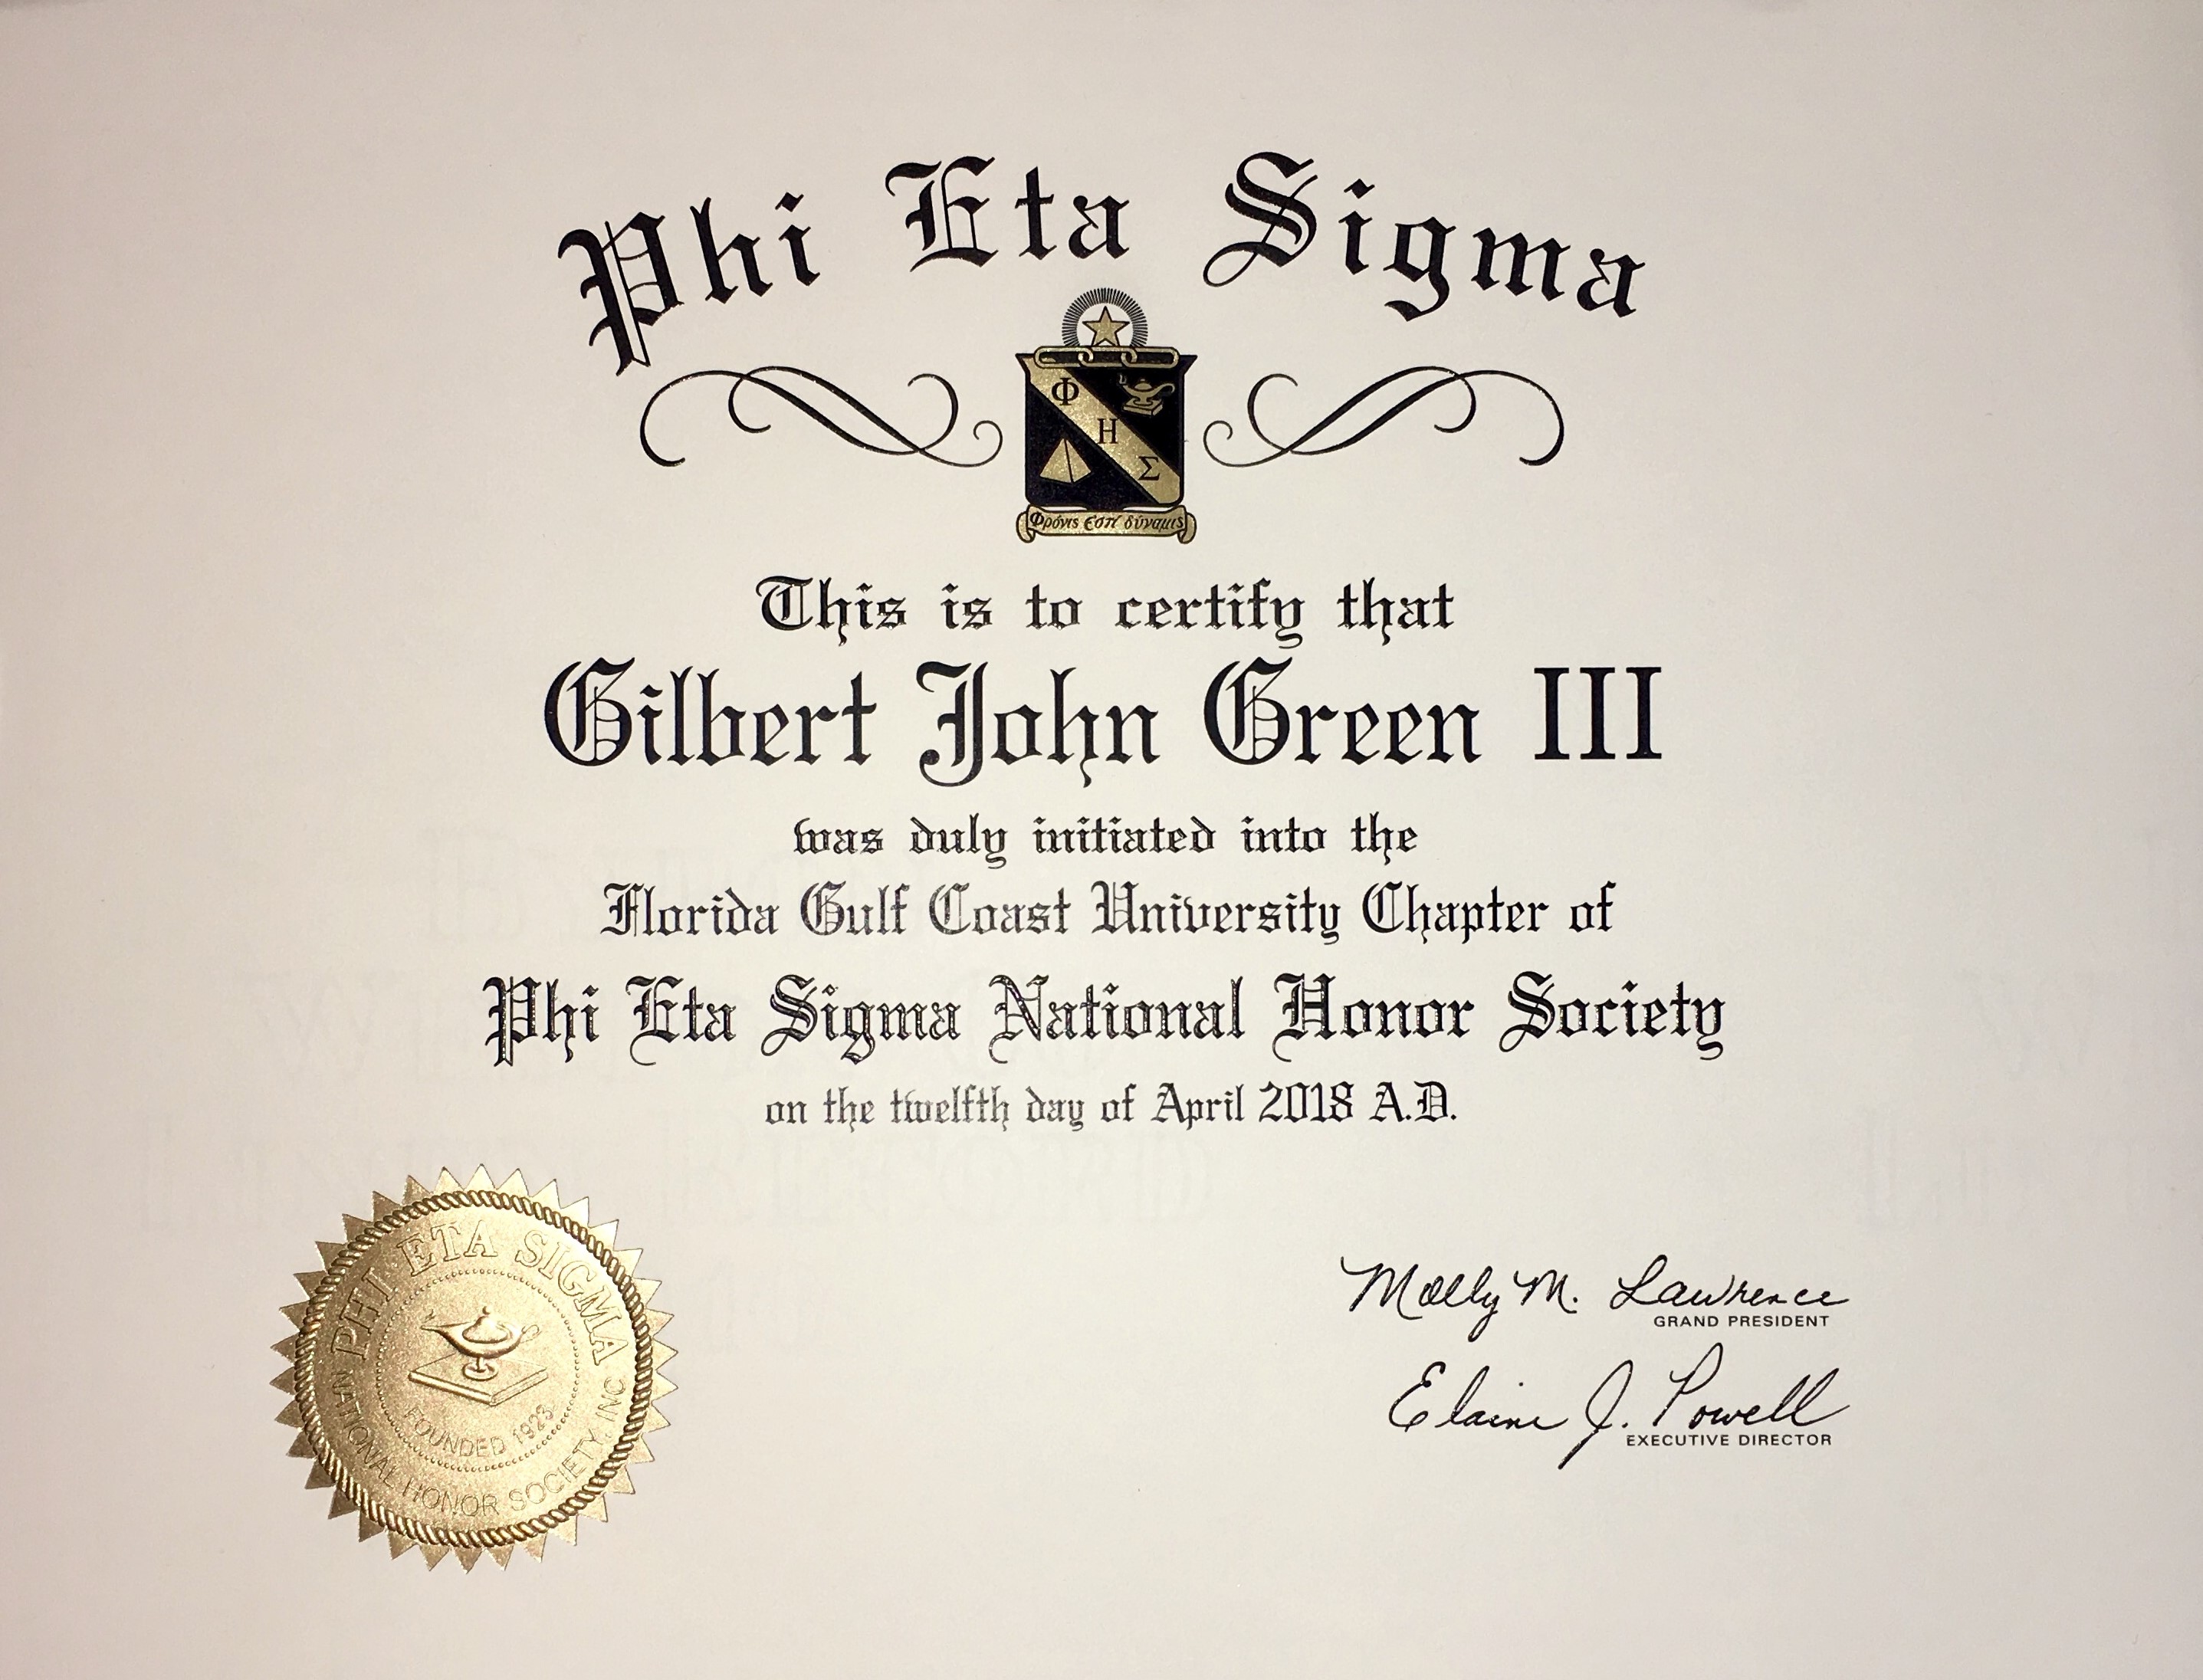 Phi Eta Sigma
Φ
Η
Σ
Φρόνις Εστί δύναμις
This is to certify that
Gilbert John Green III
was duly initiated into the
Florida Gulf Coast University Chapter of
Phi Eta Sigma National Honor Society
on the twelfth day of April 2018 A.D.
PHI ETA SIGMA
FOUNDED 1923
NATIONAL HONOR SOCIETY, INC
Molly M. Lawrence
GRAND PRESIDENT
Elaine J. Powell
EXECUTIVE DIRECTOR